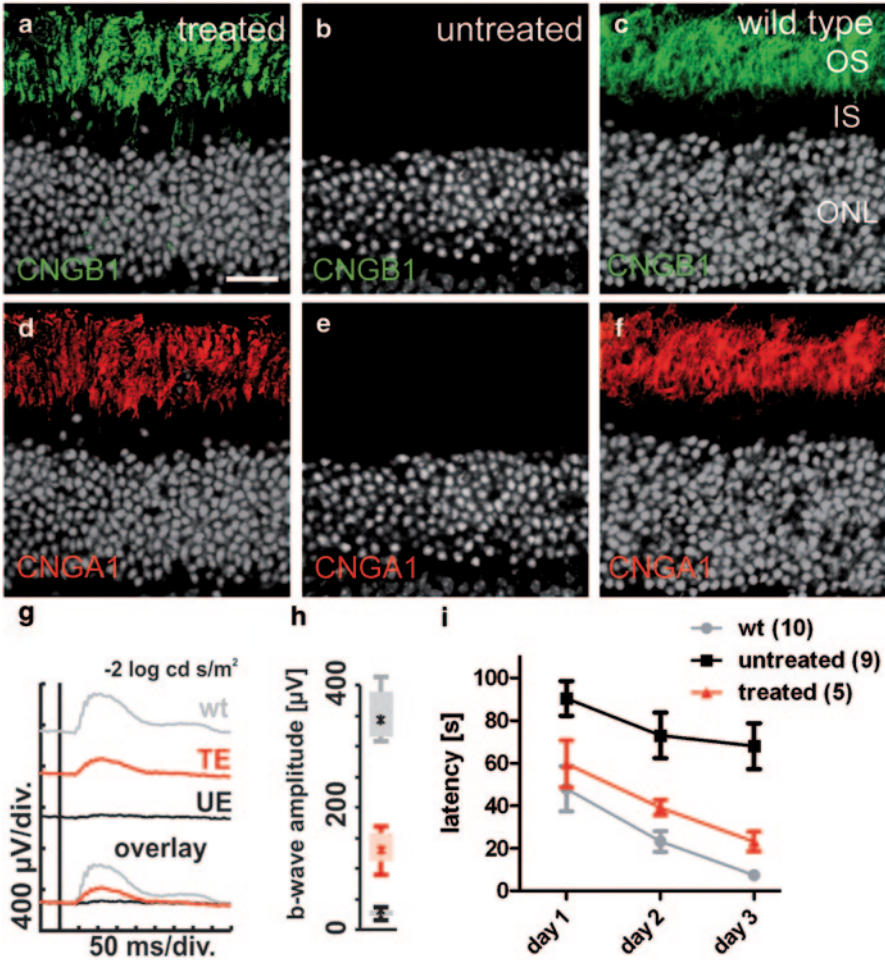 a treated
b untreated
c wild type
OS
IS
ONL
CNGB1
CNGB1
CNGB1
d
e
f
CNGA1
CNGA1
CNGA1
g
-2 log cd s/m²
wt
TE
UE
overlay
400 µV/div.
50 ms/div.
h
b-wave amplitude [µV]
400
200
0
i
wt (10)
untreated (9)
treated (5)
latency [s]
100
80
60
40
20
0
day 1
day 2
day 3